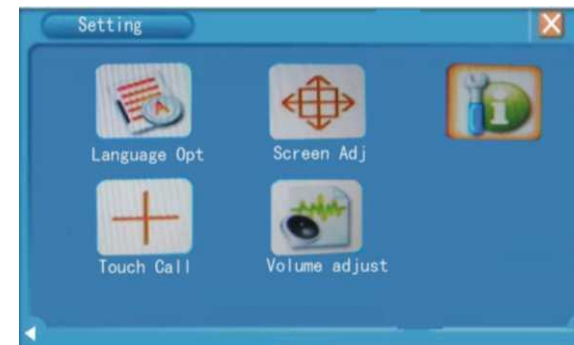 Setting
Language Opt
Screen Adj
Touch Call
Volume adjust